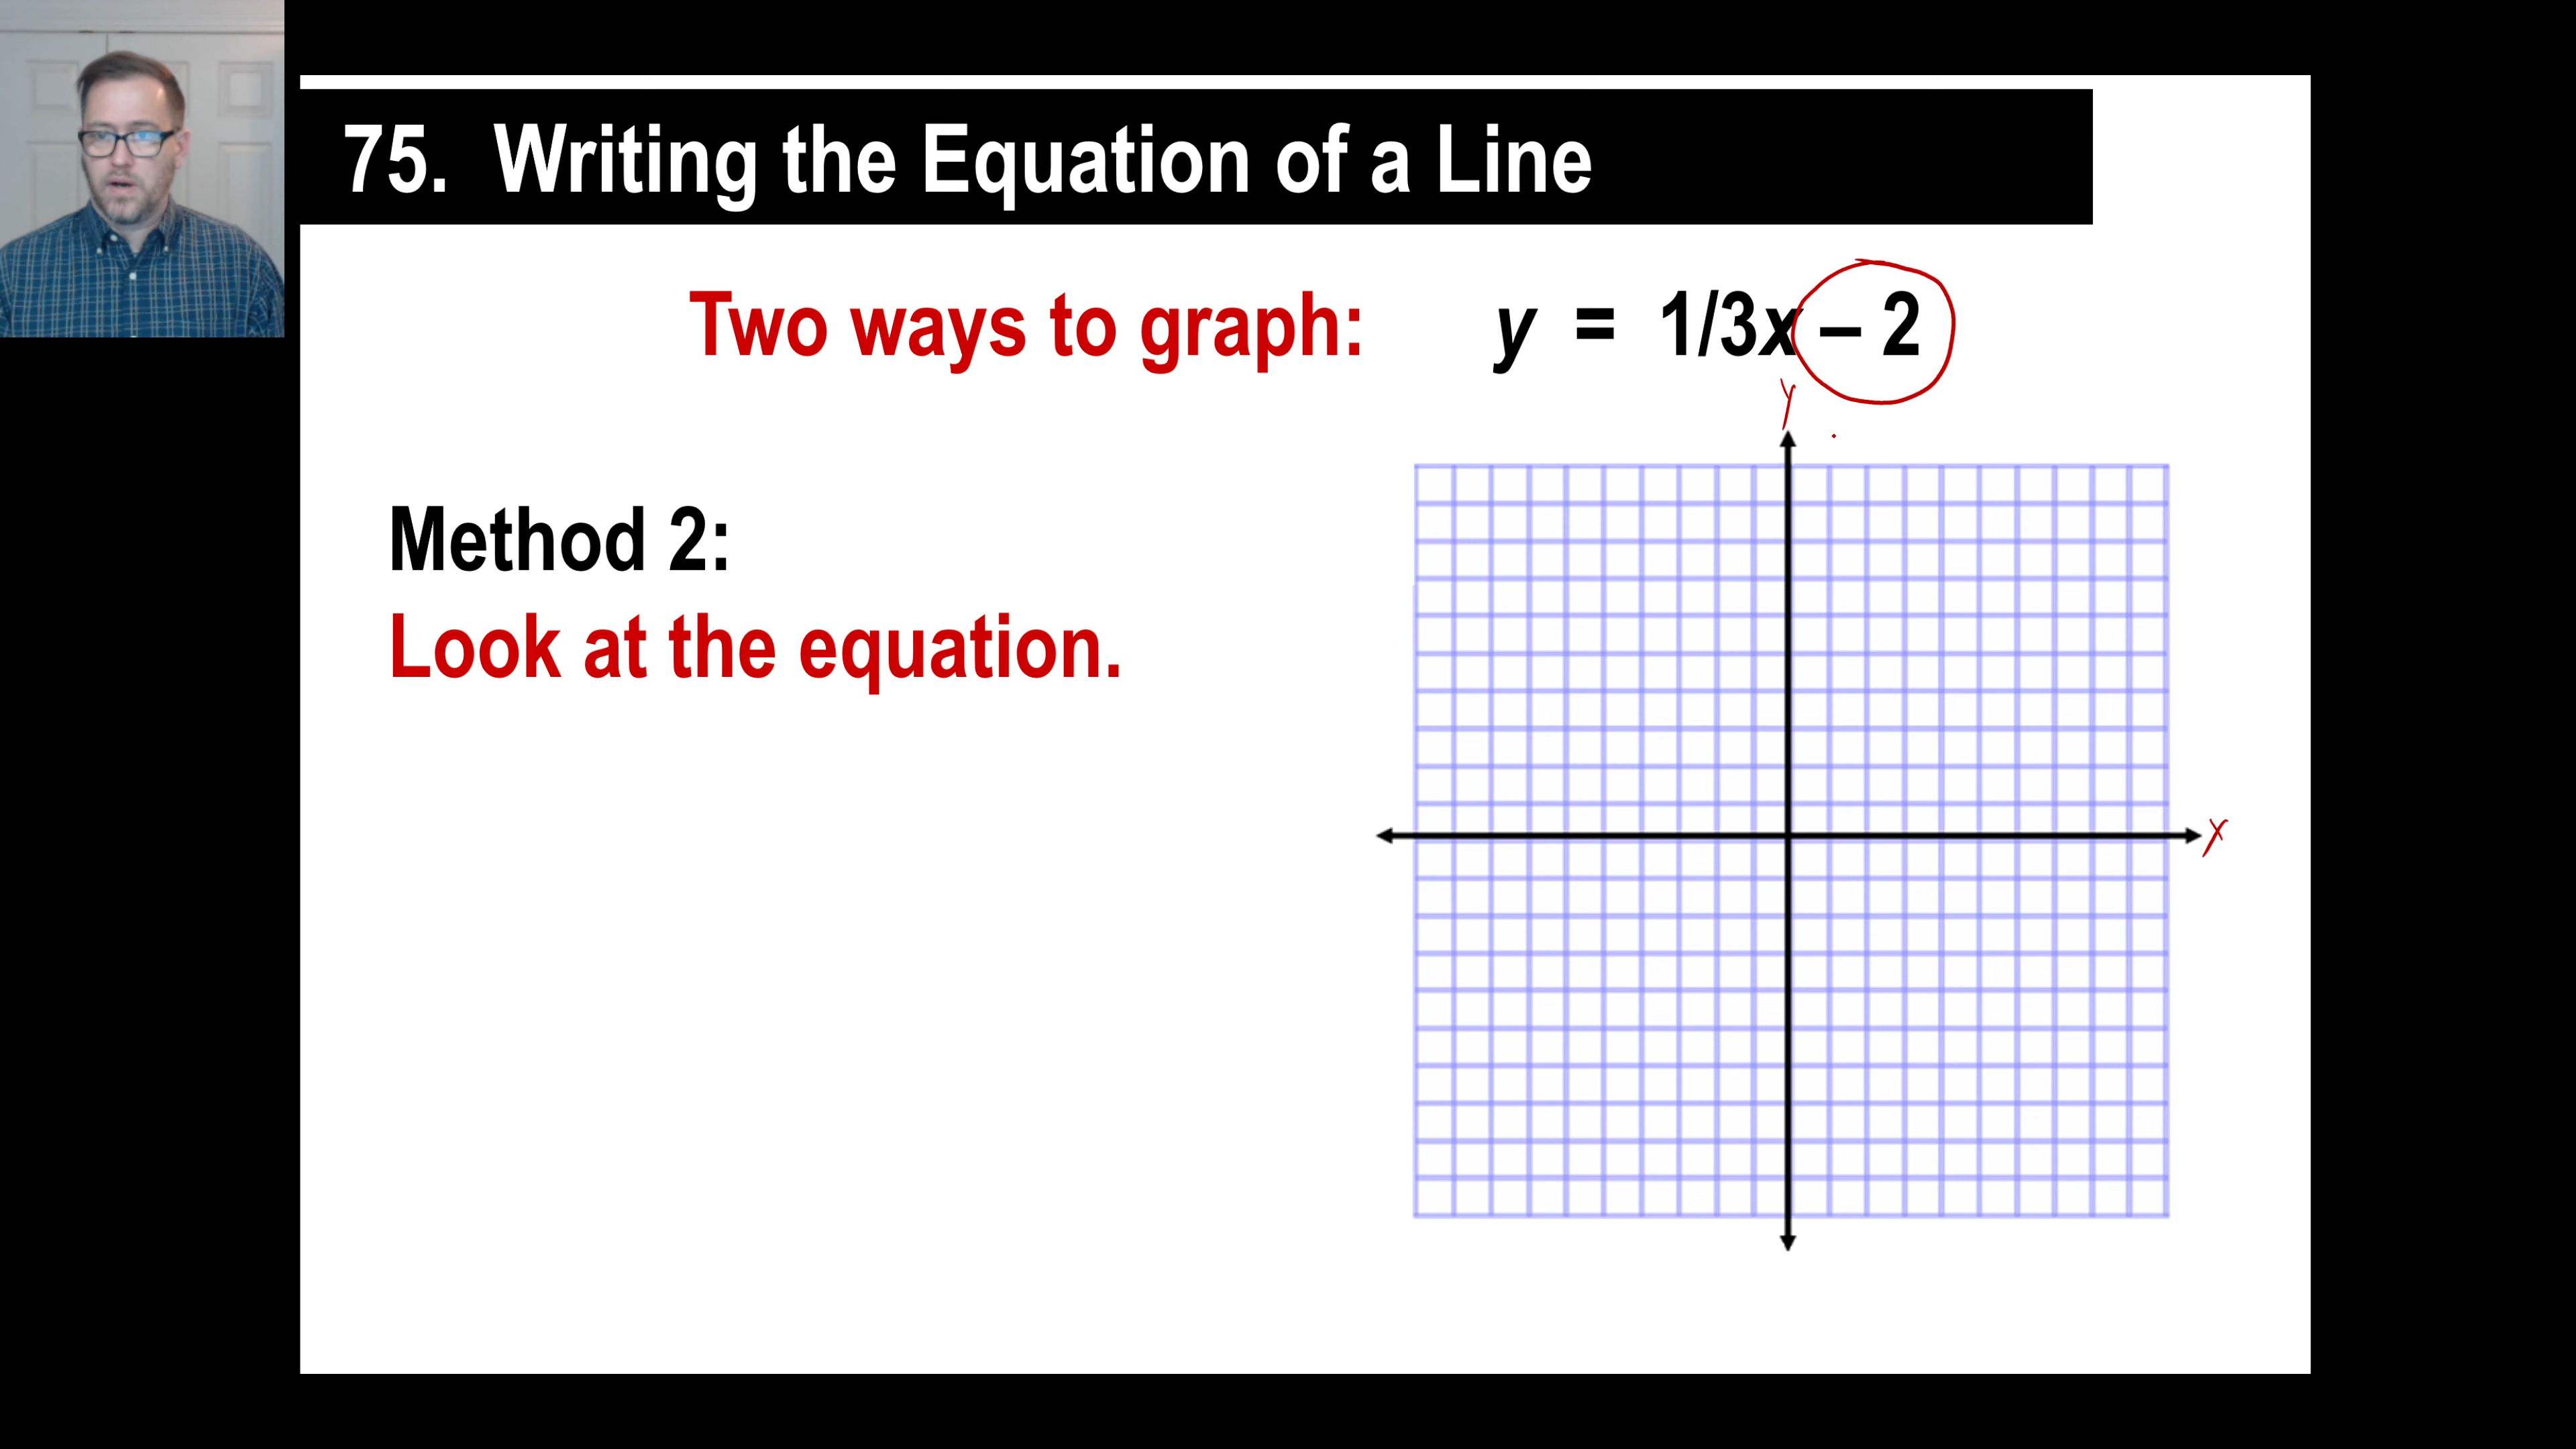 75. Writing the Equation of a Line
Two ways to graph: y = 1/3x – 2
y
Method 2:
Look at the equation.
x